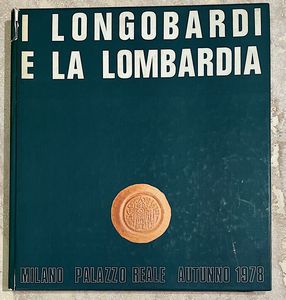 I LONGOBARDI
E LA LOMBARDIA
MILANO PALAZZO REALE AUTUNNO 1978